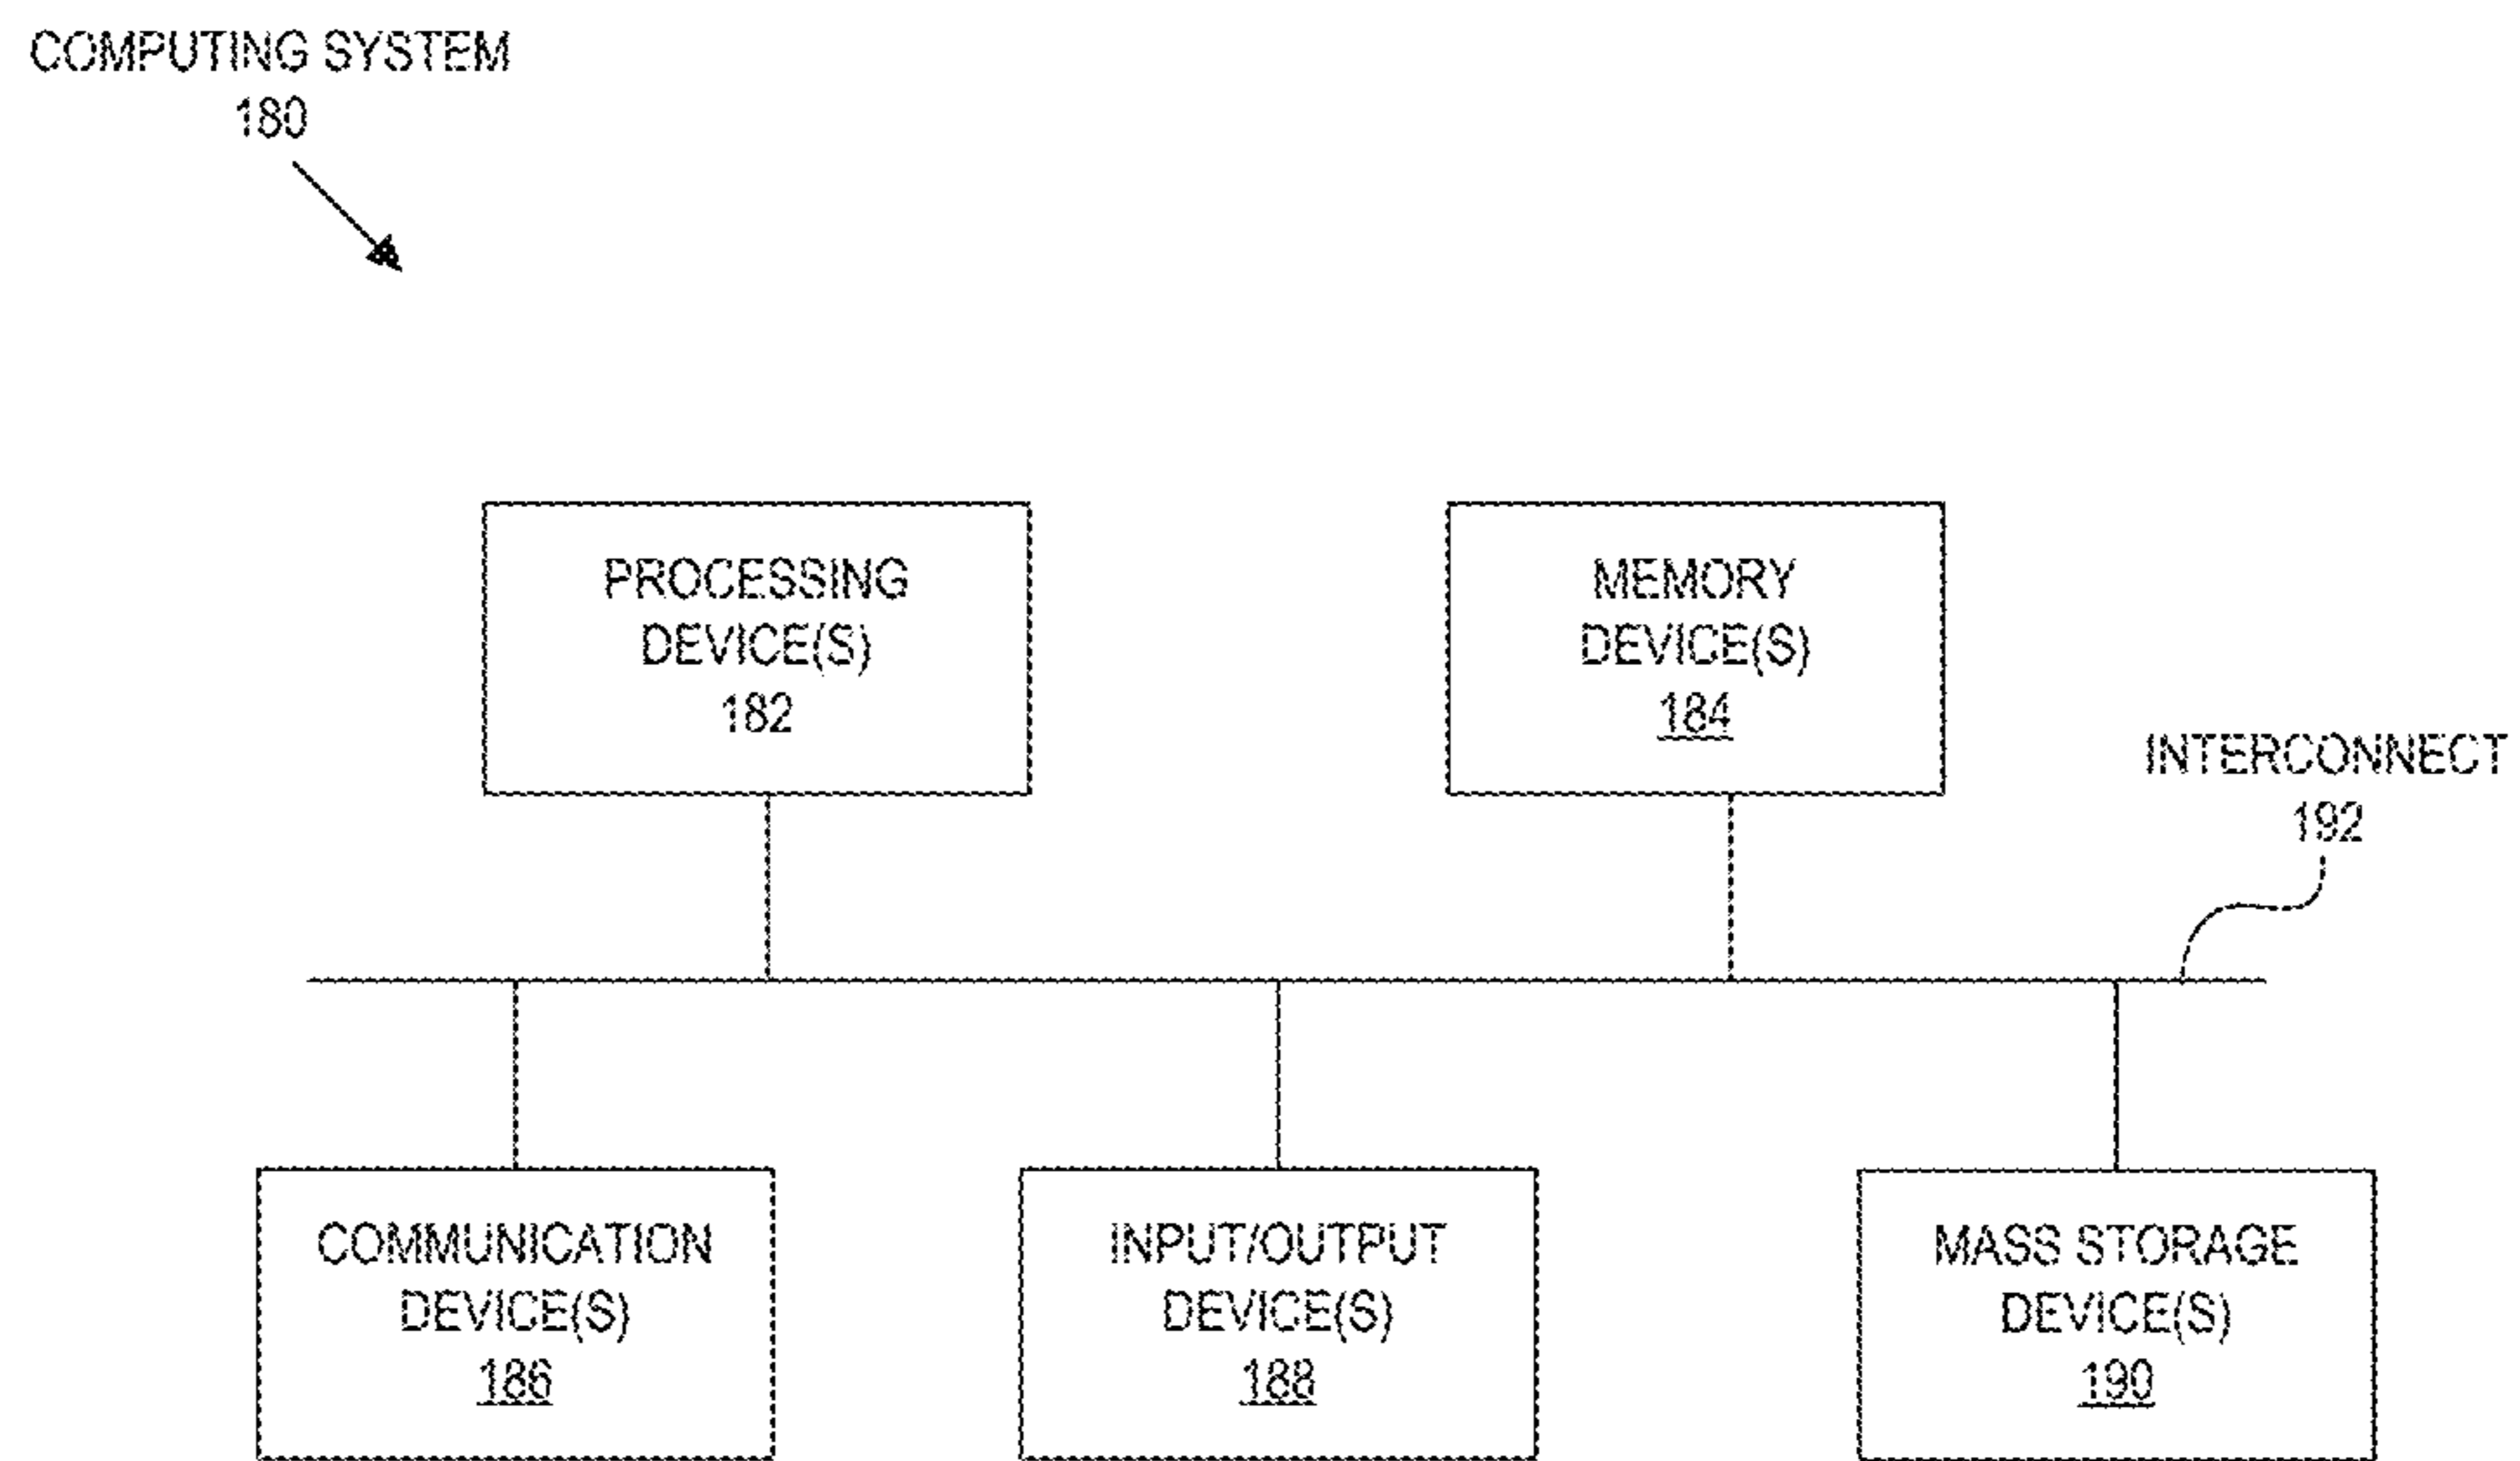 COMPUTING SYSTEM
180
PROCESSING
DEVICE(S)
182
MEMORY
DEVICE(S)
184
INTERCONNECT
192
COMMUNICATION
DEVICE(S)
186
INPUT/OUTPUT
DEVICE(S)
188
MASS STORAGE
DEVICE(S)
190